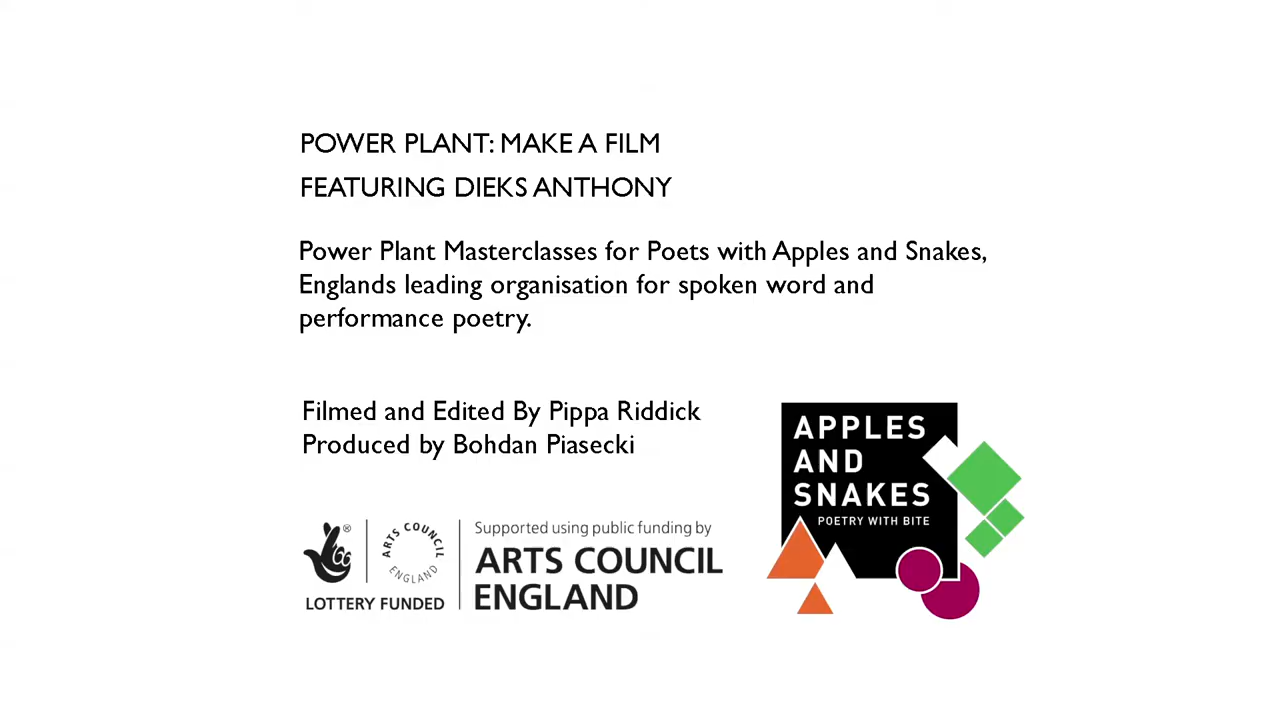 POWER PLANT: MAKE A FILM
FEATURING DIEKS ANTHONY
Power Plant Masterclasses for Poets with Apples and Snakes,
Englands leading organisation for spoken word and
performance poetry.
Filmed and Edited By Pippa Riddick
Produced by Bohdan Piasecki
APPLES
AND
SNAKES
POETRY WITH BITE
®
ARTS COUNCIL
ENGLAND
LOTTERY FUNDED
Supported using public funding by
ARTS COUNCIL
ENGLAND